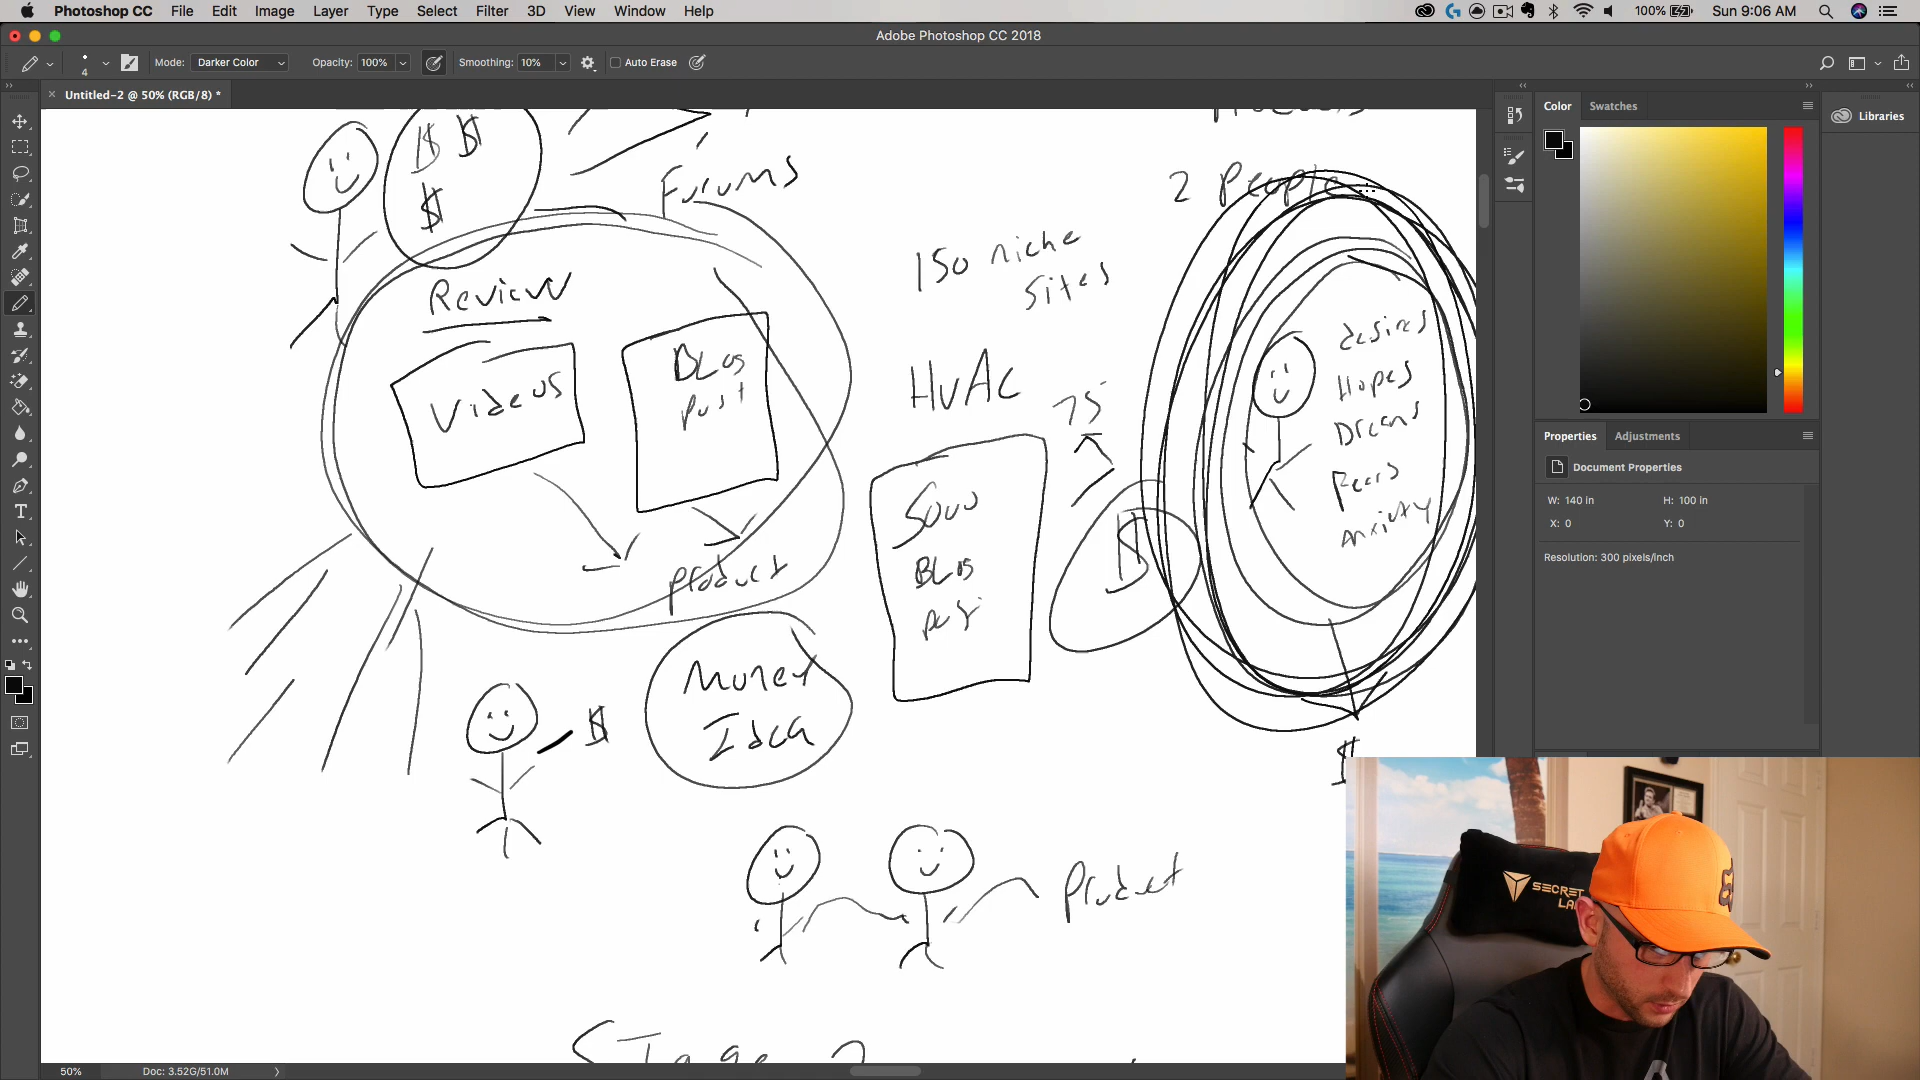 Photoshop CC File Edit Image Layer Type Select Filter 3D View Window Help 100% Sun 9:06 AM
Adobe Photoshop CC 2018
4 Mode: Darker Color Opacity: 100% Smoothing: 10% Auto Erase
Untitled-2 @ 50% (RGB/8) *
Color Swatches
Libraries
$ $
$
Forums
2 People
150 niche
Sites
Review
Videos
BLOG
Post
Product
HVAC
75
$
500
BLOG
Post
desires
Hopes
Dreams
Fears
Anxiety
$
Money
Idea
$
Product
Stage 2
Properties Adjustments
Document Properties
W: 140 in H: 100 in
X: 0 Y: 0
Resolution: 300 pixels/inch
SECRET
LAB
50% Doc: 3.52G/51.0M